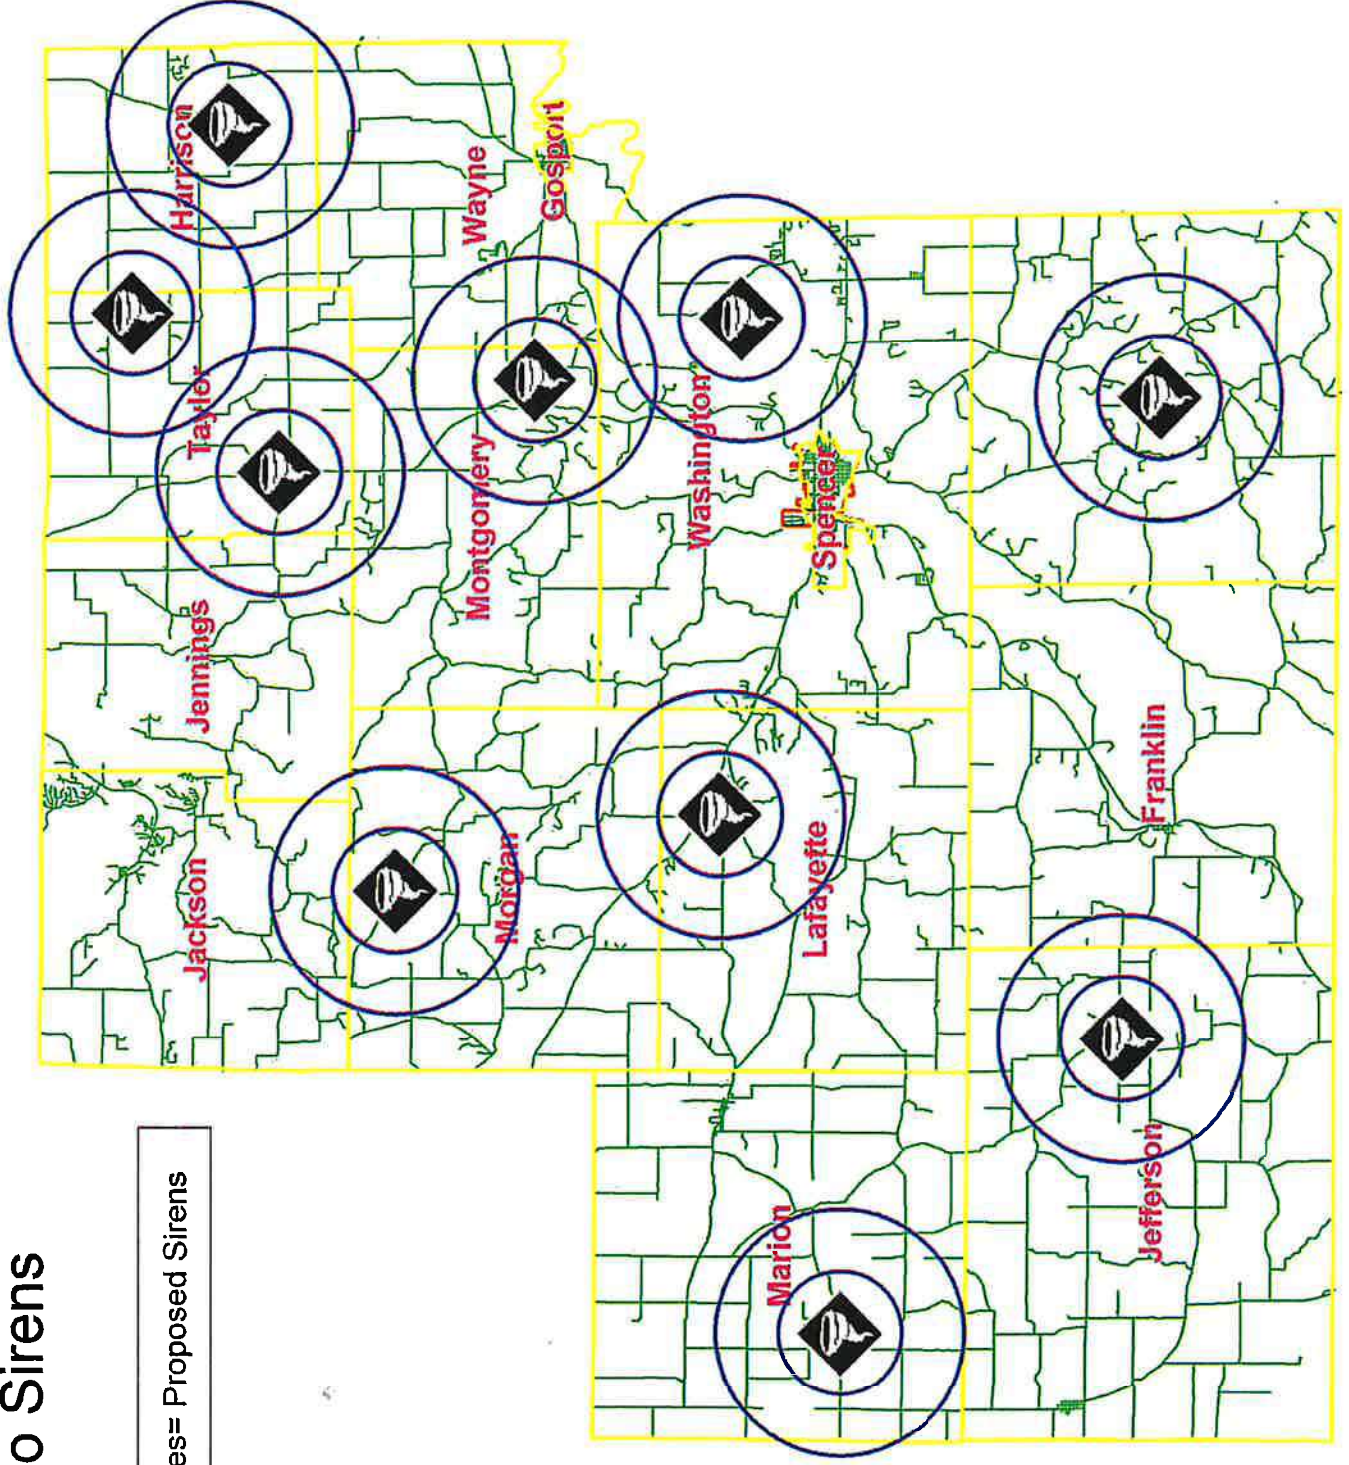 o Sirens
es= Proposed Sirens
Jackson
Jennings
Taylor
Harrison
Morgan
Montgomery
Wayne
Gosport
Washington
Marion
Lafayette
Spencer
Jefferson
Franklin